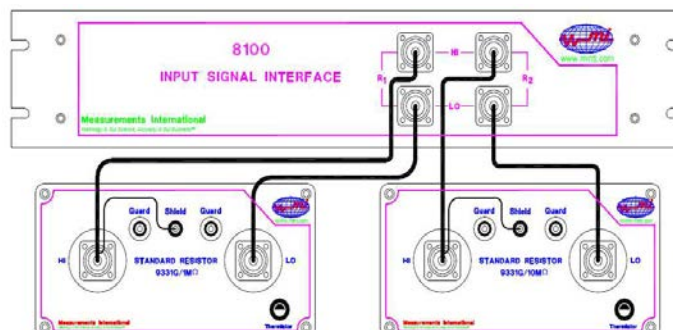 8100
INPUT SIGNAL INTERFACE
HI
R1
R2
LO
mi
www.mintl.com
Measurements International
Guard
Shield
Guard
HI
STANDARD RESISTOR
9331G/1MΩ
LO
Measurements International
Thermistor
Guard
Shield
Guard
HI
STANDARD RESISTOR
9331G/10MΩ
LO
Measurements International
Thermistor